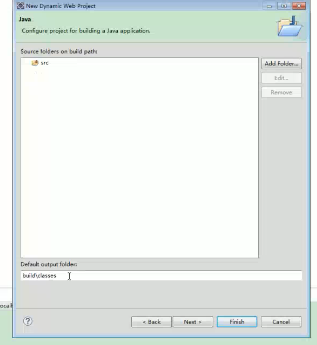 New Dynamic Web Project
Java
Configure project for building a Java application.
Source folders on build path:
src
Add Folder...
Edit...
Remove
Default output folder:
build\classes
< Back
Next >
Finish
Cancel